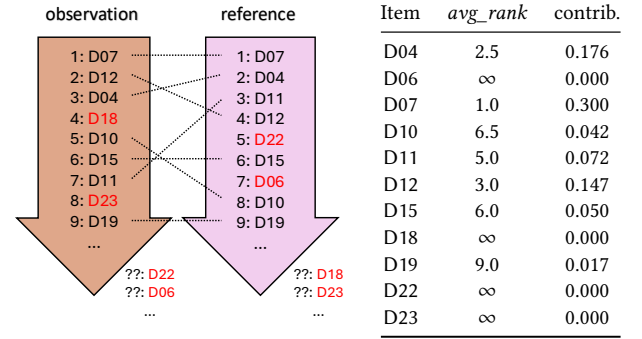 observation
1: D07
2: D12
3: D04
4: D18
5: D10
6: D15
7: D11
8: D23
9: D19
...
??: D22
??: D06
...
reference
1: D07
2: D04
3: D11
4: D12
5: D22
6: D15
7: D06
8: D10
9: D19
...
??: D18
??: D23
...
Item avg_rank contrib.
D04 2.5 0.176
D06 ∞ 0.000
D07 1.0 0.300
D10 6.5 0.042
D11 5.0 0.072
D12 3.0 0.147
D15 6.0 0.050
D18 ∞ 0.000
D19 9.0 0.017
D22 ∞ 0.000
D23 ∞ 0.000